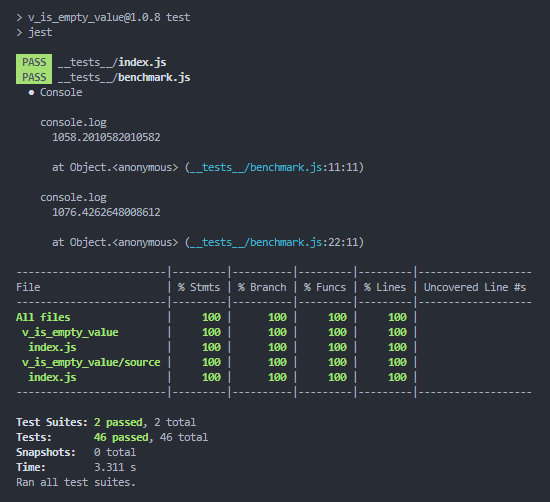 > v_is_empty_value@1.0.8 test
> jest
PASS __tests__/index.js
PASS __tests__/benchmark.js
● Console
console.log
1058.2010582010582
at Object.<anonymous> (__tests__/benchmark.js:11:11)
console.log
1076.4262648008612
at Object.<anonymous> (__tests__/benchmark.js:22:11)
-------------------------|---------|----------|---------|---------|-------------------
File | % Stmts | % Branch | % Funcs | % Lines | Uncovered Line #s
-------------------------|---------|----------|---------|---------|-------------------
All files | 100 | 100 | 100 | 100 |
v_is_empty_value | 100 | 100 | 100 | 100 |
index.js | 100 | 100 | 100 | 100 |
v_is_empty_value/source | 100 | 100 | 100 | 100 |
index.js | 100 | 100 | 100 | 100 |
-------------------------|---------|----------|---------|---------|-------------------
Test Suites: 2 passed, 2 total
Tests: 46 passed, 46 total
Snapshots: 0 total
Time: 3.311 s
Ran all test suites.